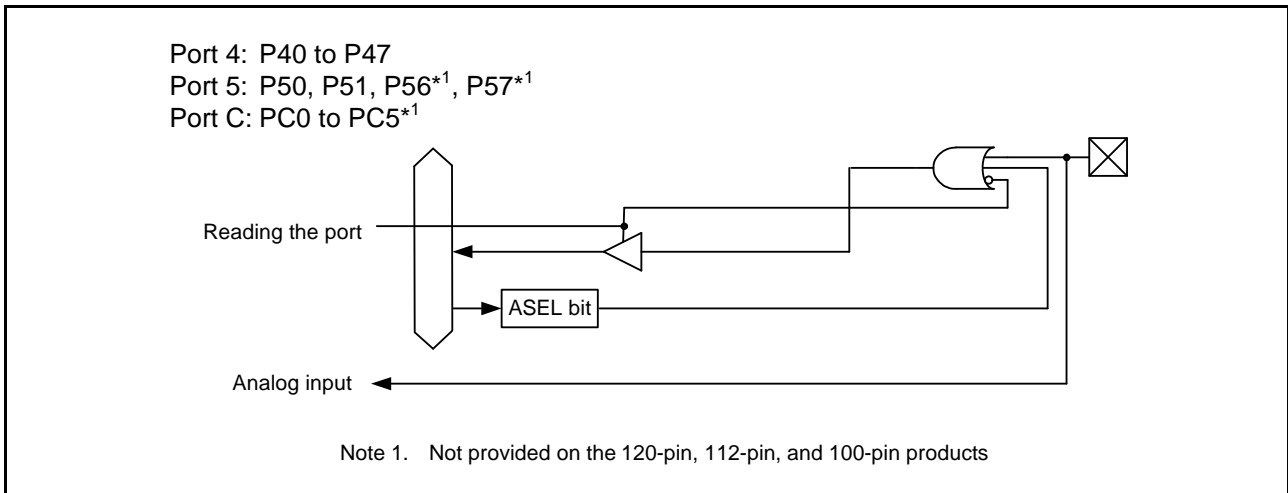 Port 4: P40 to P47
Port 5: P50, P51, P56*1, P57*1
Port C: PC0 to PC5*1
Reading the port
ASEL bit
Analog input
Note 1. Not provided on the 120-pin, 112-pin, and 100-pin products